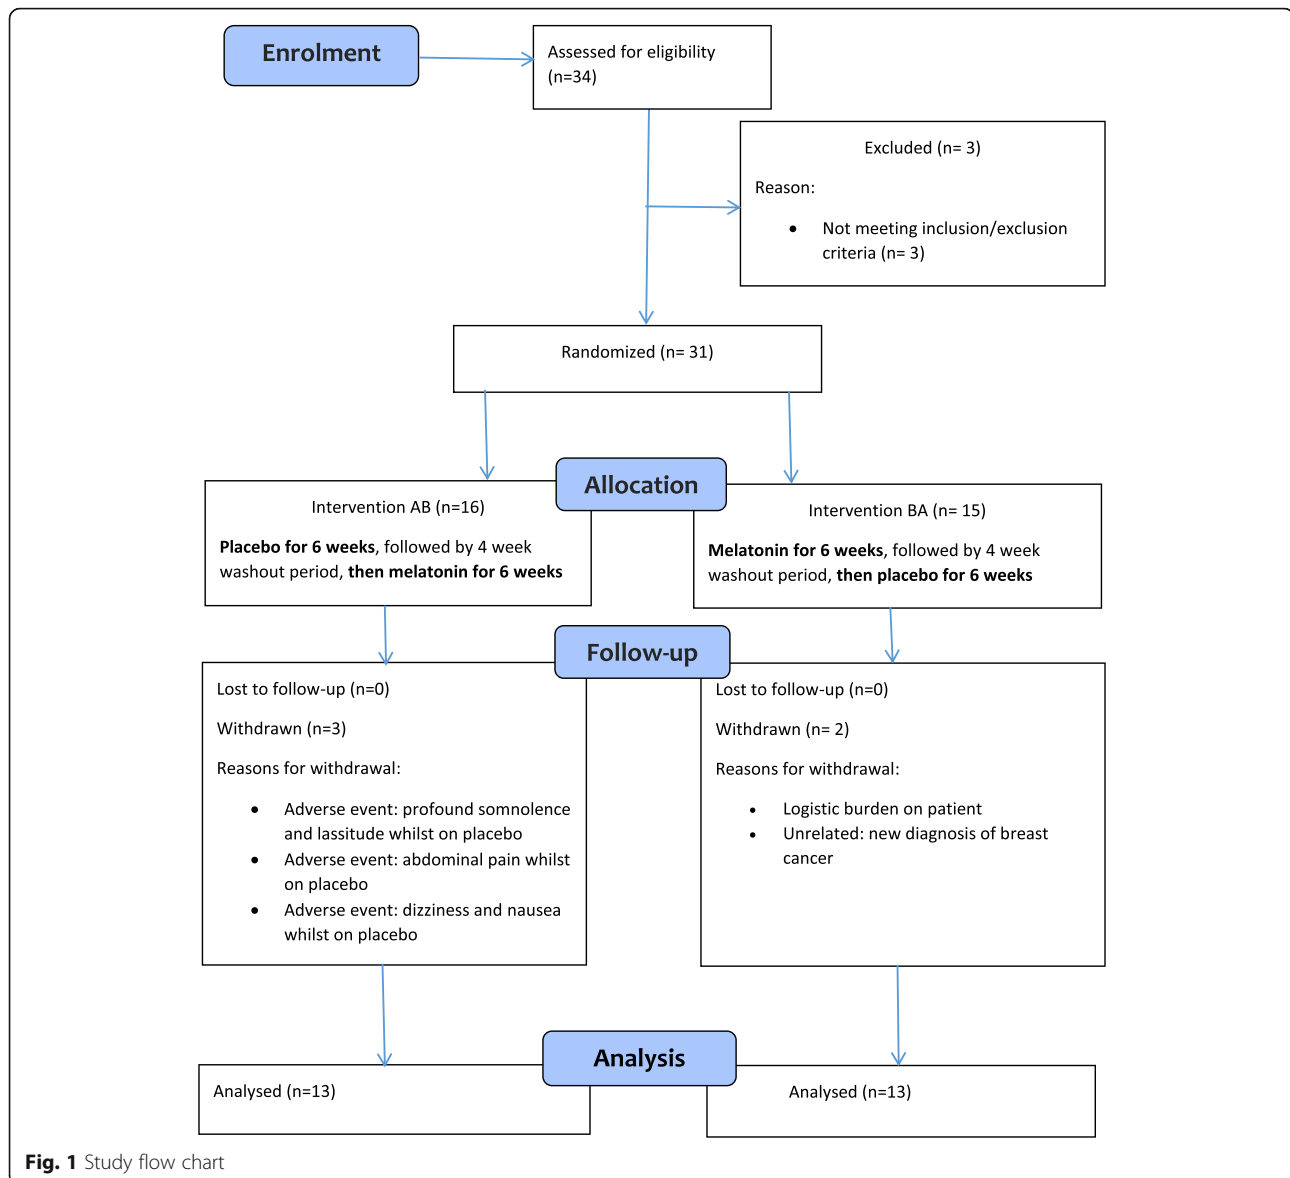 Enrolment
Assessed for eligibility
(n=34)
Excluded (n= 3)
Reason:
• Not meeting inclusion/exclusion
criteria (n= 3)
Randomized (n= 31)
Allocation
Intervention AB (n=16)
Placebo for 6 weeks, followed by 4 week
washout period, then melatonin for 6 weeks
Intervention BA (n= 15)
Melatonin for 6 weeks, followed by 4 week
washout period, then placebo for 6 weeks
Follow-up
Lost to follow-up (n=0)
Withdrawn (n=3)
Reasons for withdrawal:
• Adverse event: profound somnolence
and lassitude whilst on placebo
• Adverse event: abdominal pain whilst
on placebo
• Adverse event: dizziness and nausea
whilst on placebo
Lost to follow-up (n=0)
Withdrawn (n= 2)
Reasons for withdrawal:
• Logistic burden on patient
• Unrelated: new diagnosis of breast
cancer
Analysis
Analysed (n=13)
Analysed (n=13)
Fig. 1 Study flow chart